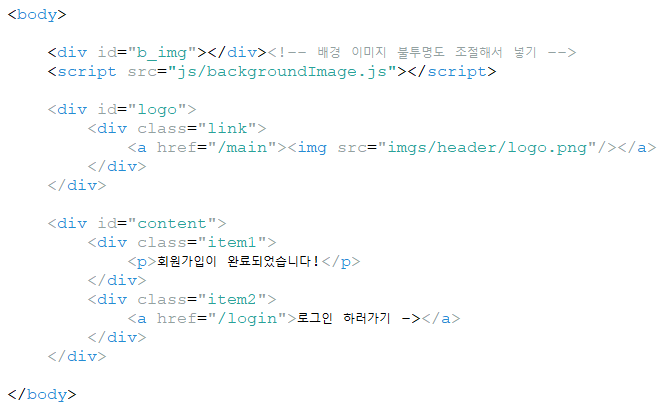 <body>
<div id="b_img"></div><!-- 배경 이미지 불투명도 조절해서 넣기 -->
<script src="js/backgroundImage.js"></script>
<div id="logo">
<div class="link">
<a href="/main"><img src="imgs/header/logo.png"/></a>
</div>
</div>
<div id="content">
<div class="item1">
<p>회원가입이 완료되었습니다!</p>
</div>
<div class="item2">
<a href="/login">로그인 하러가기 -></a>
</div>
</div>
</body>